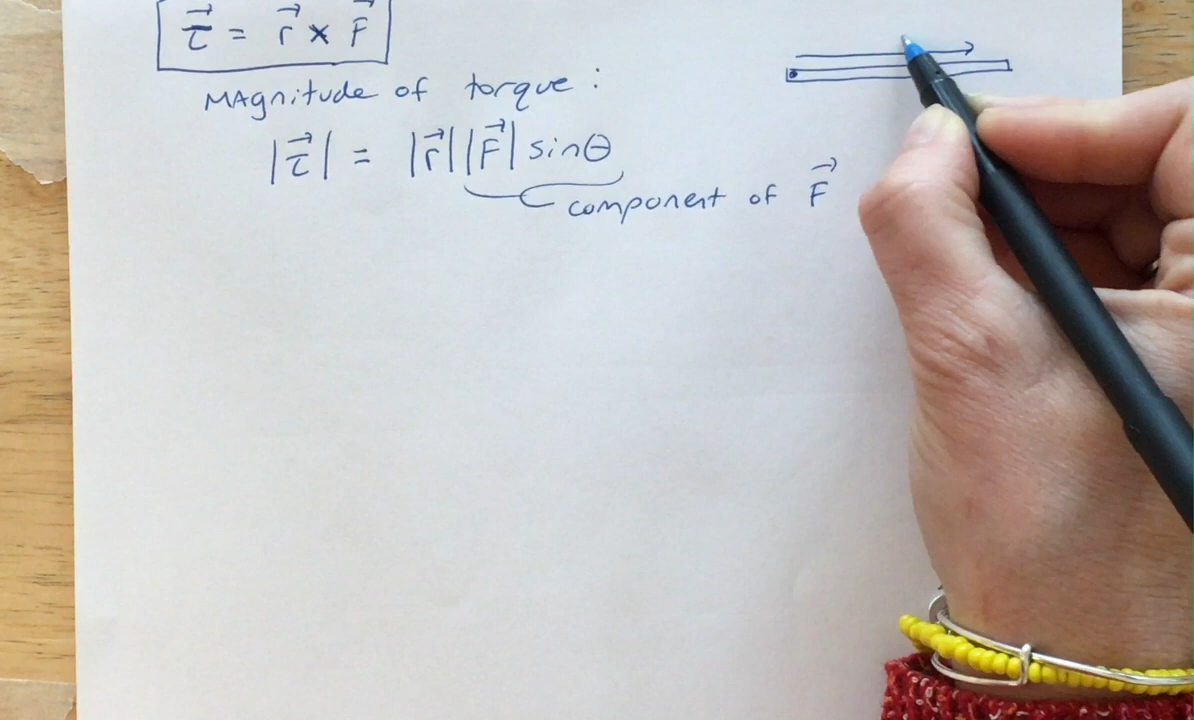 τ⃗ = r⃗ × F⃗
MAgnitude of torque :
|τ⃗| = |r⃗||F⃗| sinθ
component of F⃗